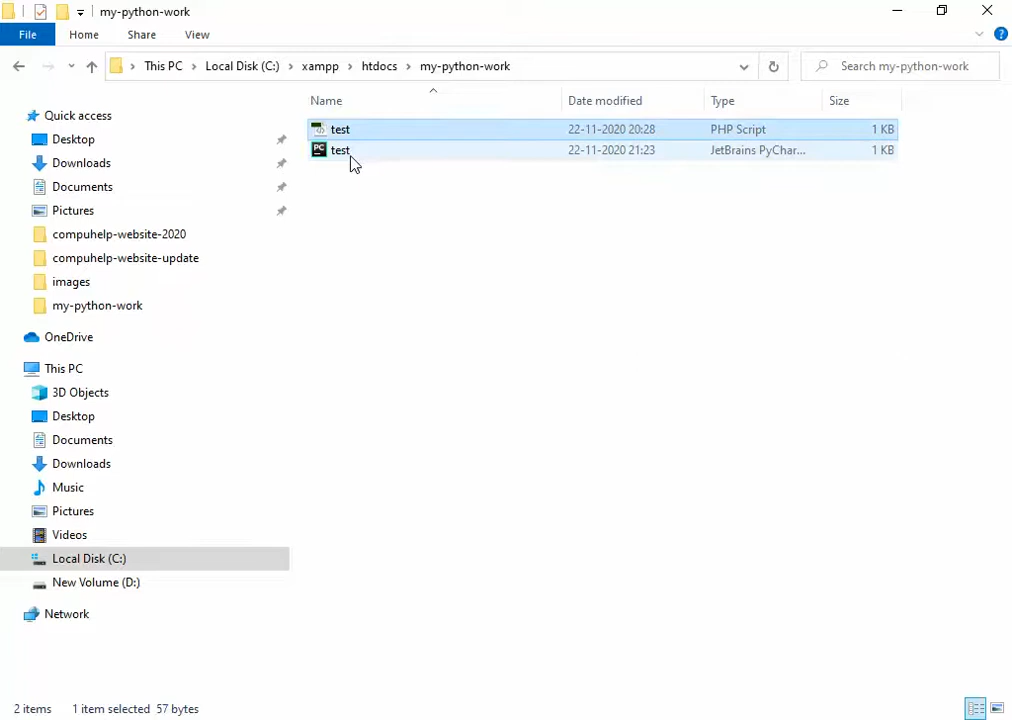 my-python-work
File Home Share View
This PC Local Disk (C:) xampp htdocs my-python-work Search my-python-work
Name Date modified Type Size
test 22-11-2020 20:28 PHP Script 1 KB
PC test 22-11-2020 21:23 JetBrains PyChar... 1 KB
Quick access
Desktop
Downloads
Documents
Pictures
compuhelp-website-2020
compuhelp-website-update
images
my-python-work
OneDrive
This PC
3D Objects
Desktop
Documents
Downloads
Music
Pictures
Videos
Local Disk (C:)
New Volume (D:)
Network
2 items 1 item selected 57 bytes